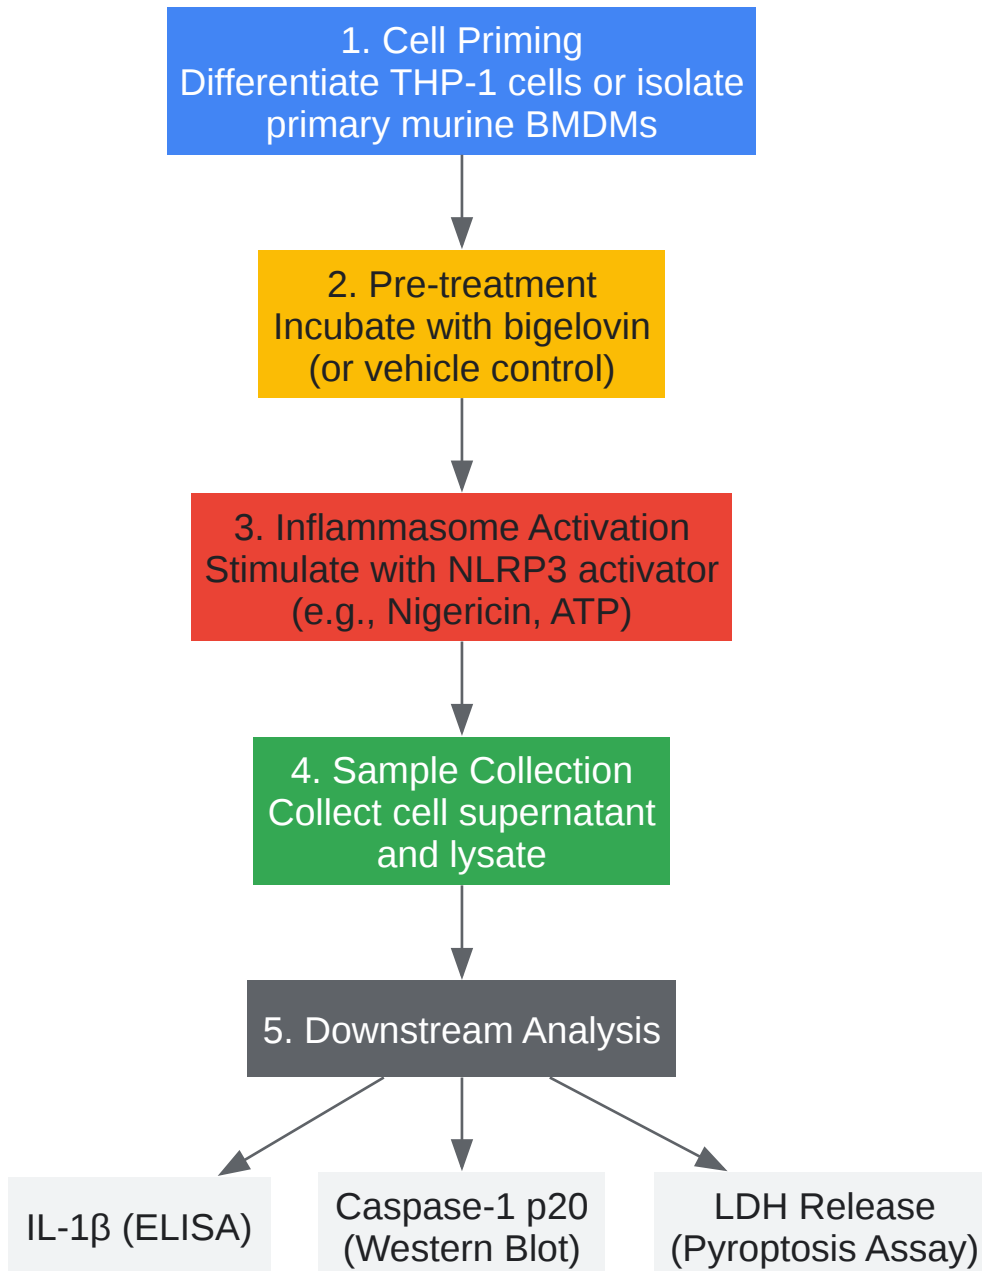 1. Cell Priming
Differentiate THP-1 cells or isolate
primary murine BMDMs
2. Pre-treatment
Incubate with bigelovin
(or vehicle control)
3. Inflammasome Activation
Stimulate with NLRP3 activator
(e.g., Nigericin, ATP)
4. Sample Collection
Collect cell supernatant
and lysate
5. Downstream Analysis
IL-1β (ELISA)
Caspase-1 p20
(Western Blot)
LDH Release
(Pyroptosis Assay)